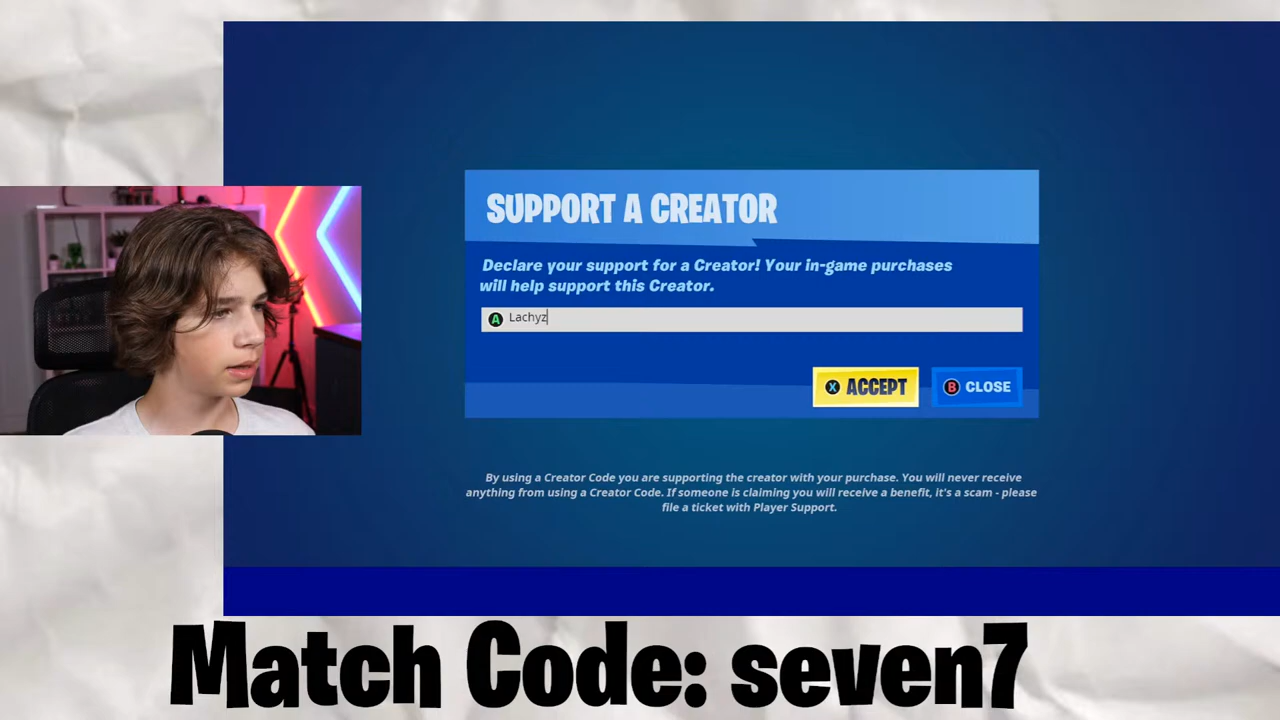 SUPPORT A CREATOR
Declare your support for a Creator! Your in-game purchases
will help support this Creator.
A Lachyz
X ACCEPT
B CLOSE
By using a Creator Code you are supporting the creator with your purchase. You will never receive
anything from using a Creator Code. If someone is claiming you will receive a benefit, it's a scam - please
file a ticket with Player Support.
Match Code: seven7